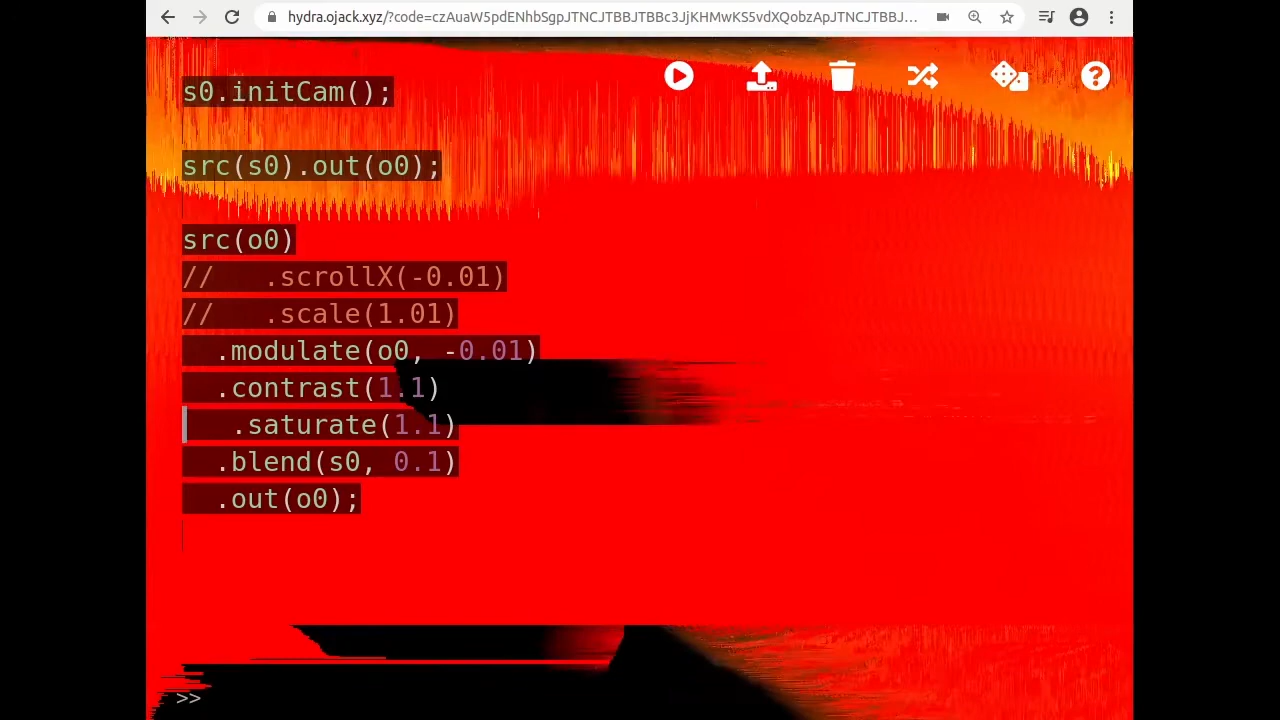 hydra.ojack.xyz/?code=czAuaW5pdENhbSgpJTNCJTBBJTBBc3JjKHMwKS5vdXQobzApJTNCJTBBJTBBJ…
s0.initCam();
src(s0).out(o0);
src(o0)
//   .scrollX(-0.01)
//   .scale(1.01)
  .modulate(o0, -0.01)
  .contrast(1.1)
   .saturate(1.1)
  .blend(s0, 0.1)
  .out(o0);
>>